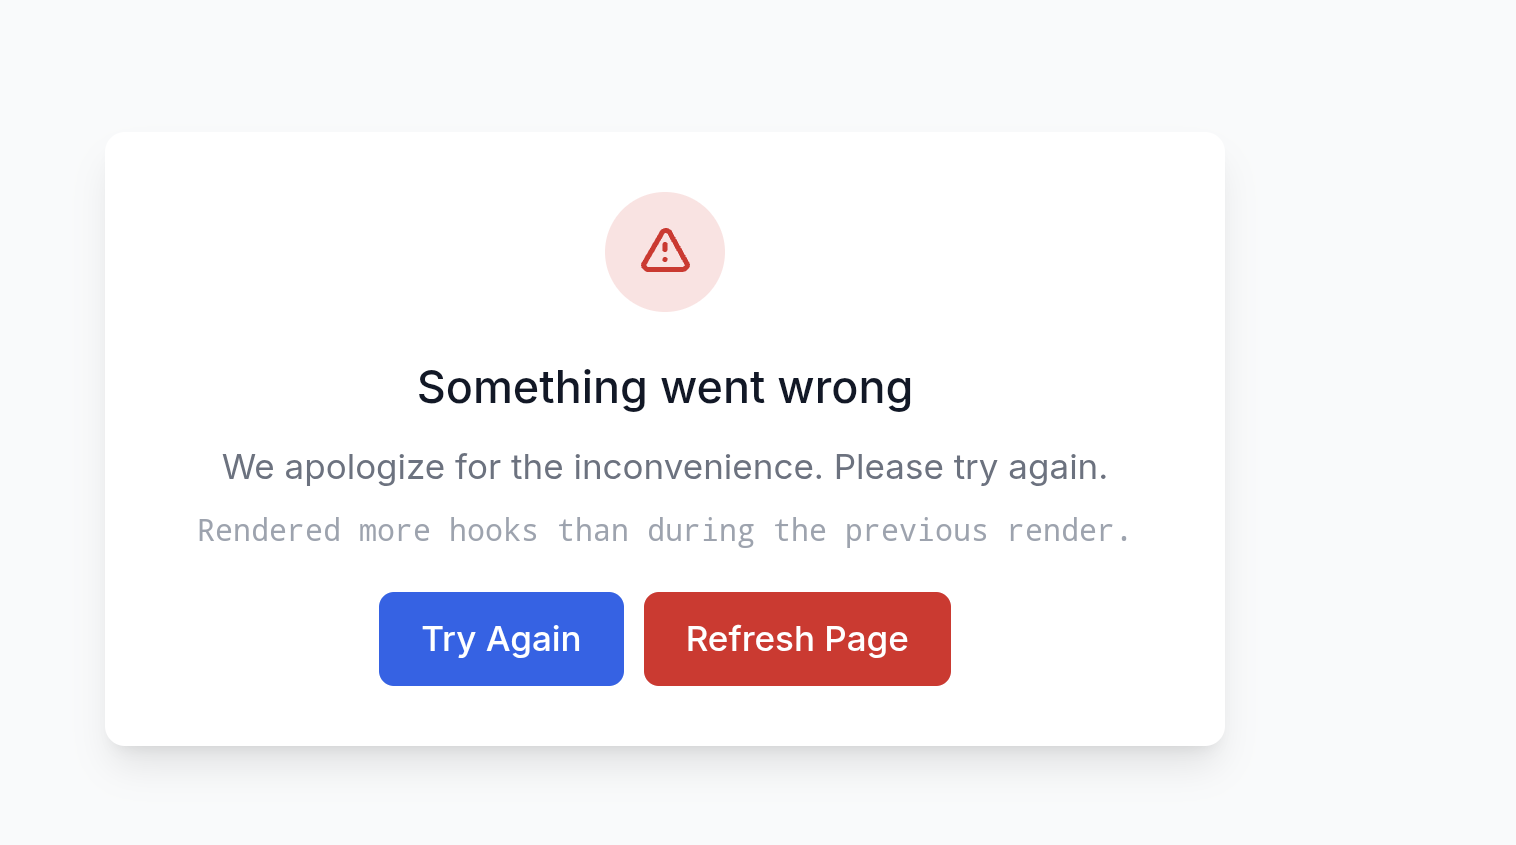 Something went wrong
We apologize for the inconvenience. Please try again.
Rendered more hooks than during the previous render.
Try Again
Refresh Page